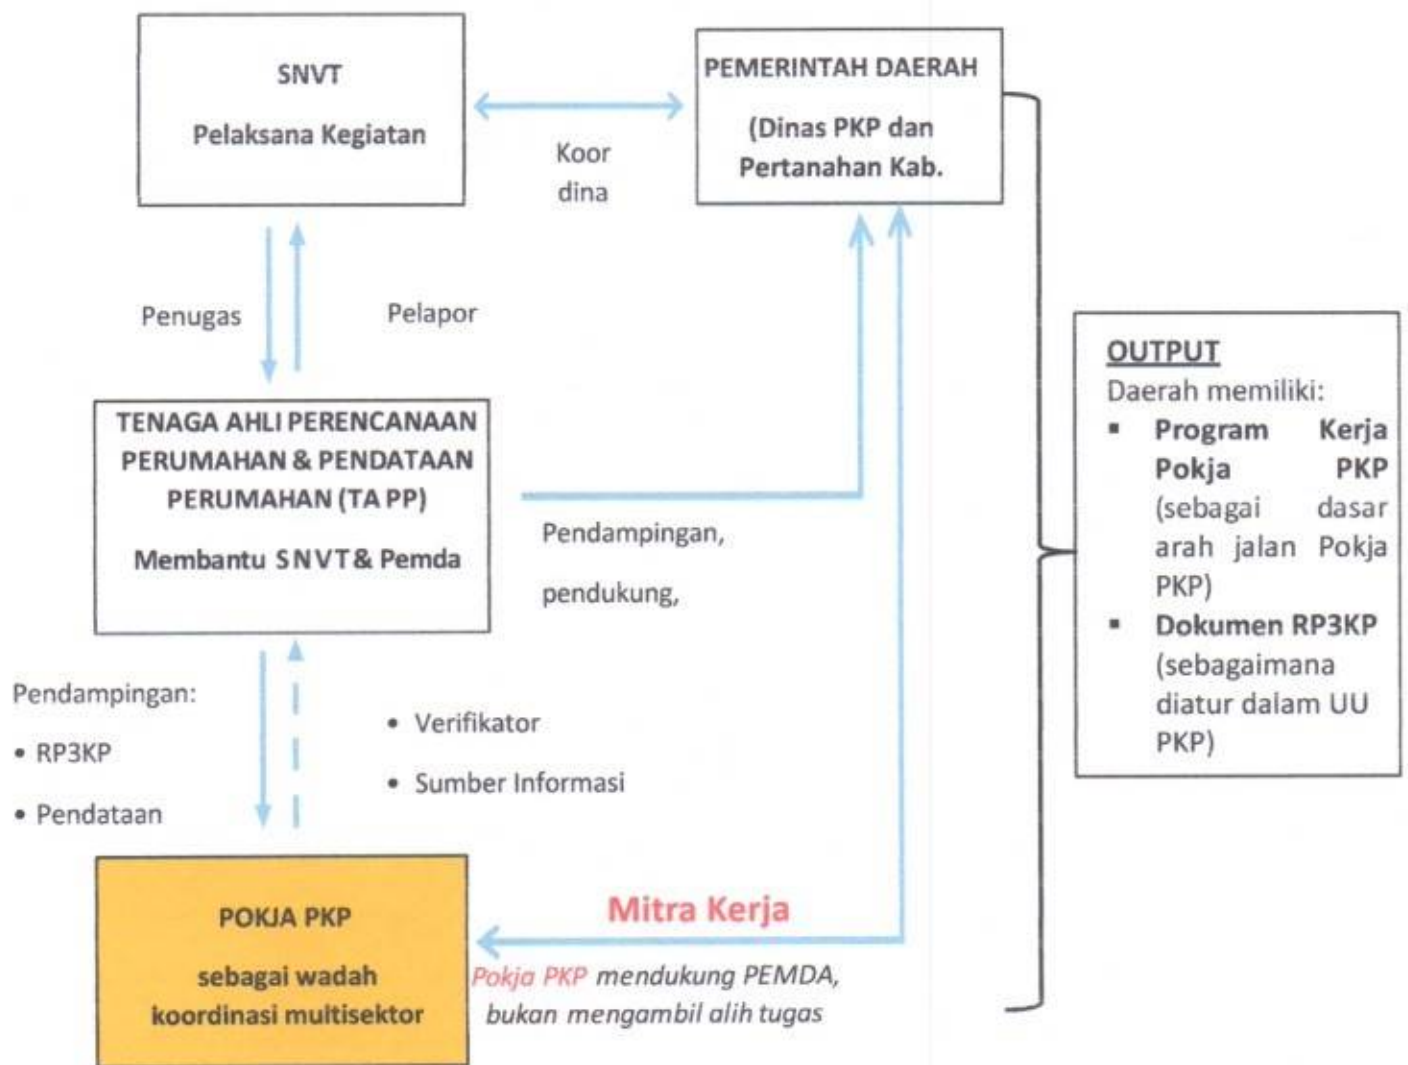 SNVT
Pelaksana Kegiatan
PEMERINTAH DAERAH
(Dinas PKP dan
Pertanahan Kab.
Koor
dina
Penugas
Pelapor
TENAGA AHLI PERENCANAAN
PERUMAHAN & PENDATAAN
PERUMAHAN (TA PP)
Membantu SNVT& Pemda
Pendampingan,
pendukung,
Pendampingan:
• RP3KP
• Pendataan
• Verifikator
• Sumber Informasi
POKJA PKP
sebagai wadah
koordinasi multisektor
Mitra Kerja
Pokja PKP mendukung PEMDA,
bukan mengambil alih tugas
OUTPUT
Daerah memiliki:
▪ Program Kerja
Pokja PKP
(sebagai dasar
arah jalan Pokja
PKP)
▪ Dokumen RP3KP
(sebagaimana
diatur dalam UU
PKP)